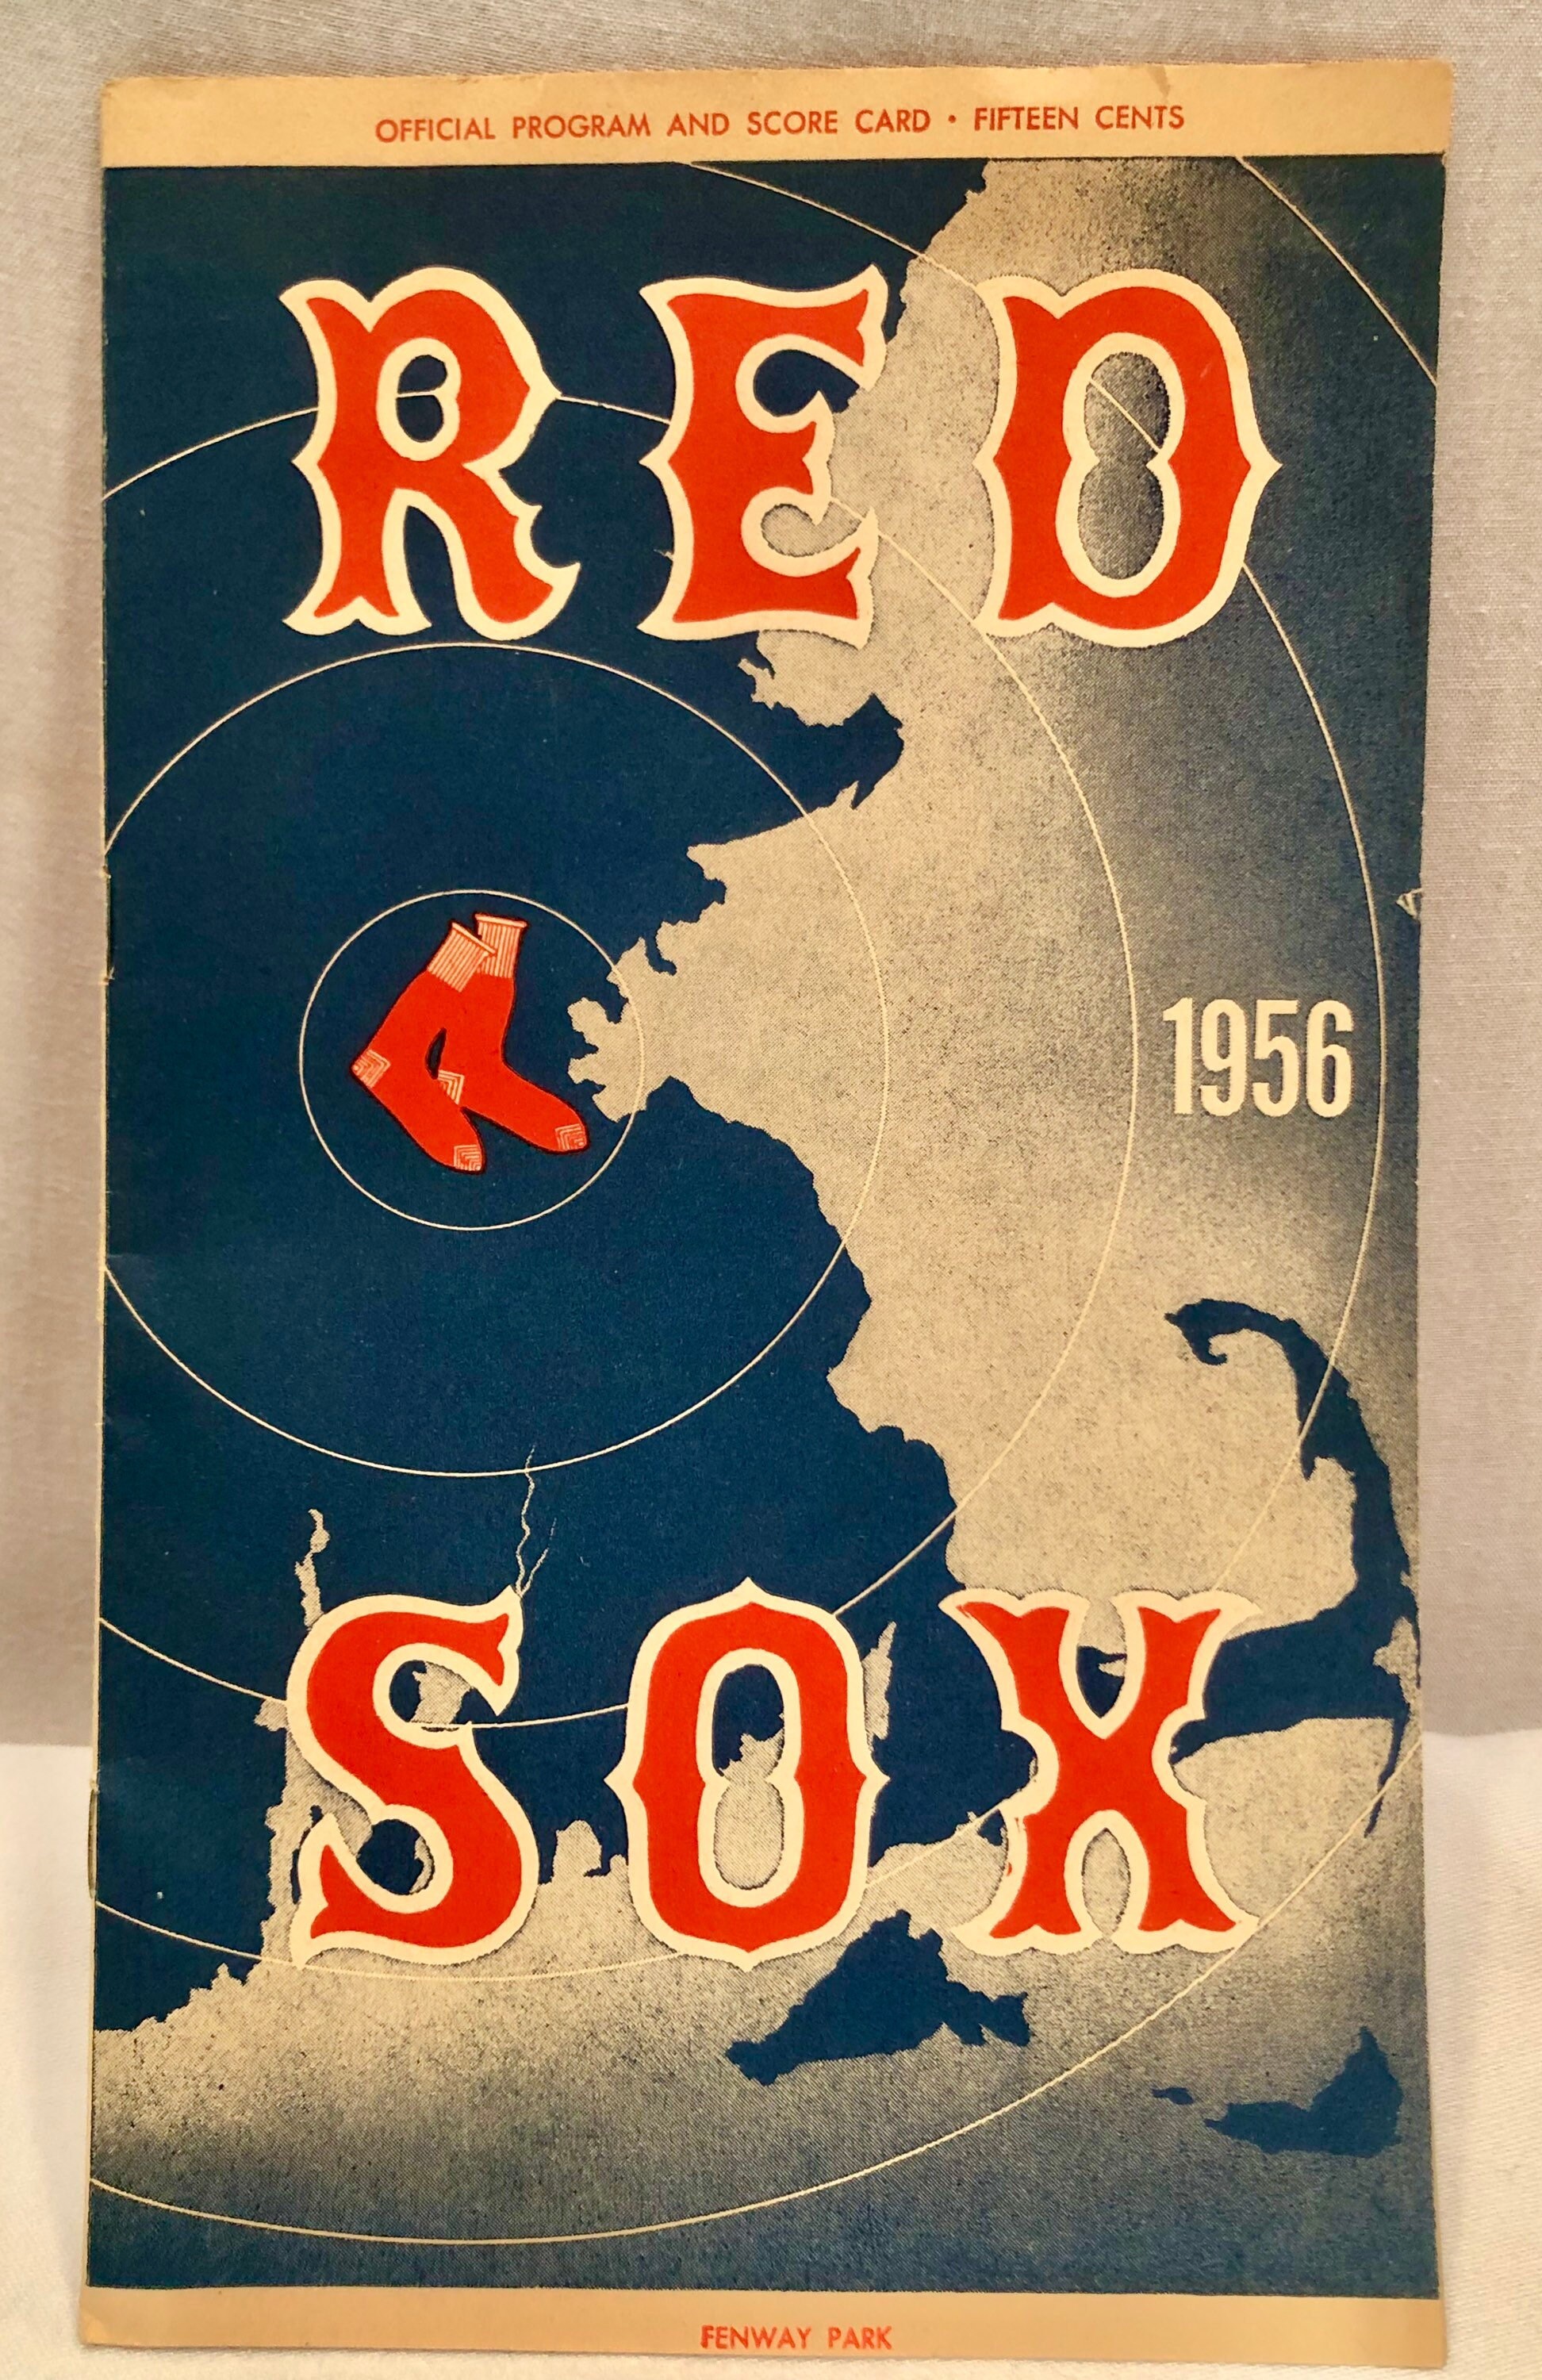 OFFICIAL PROGRAM AND SCORE CARD • FIFTEEN CENTS
RED
1956
SOX
FENWAY PARK